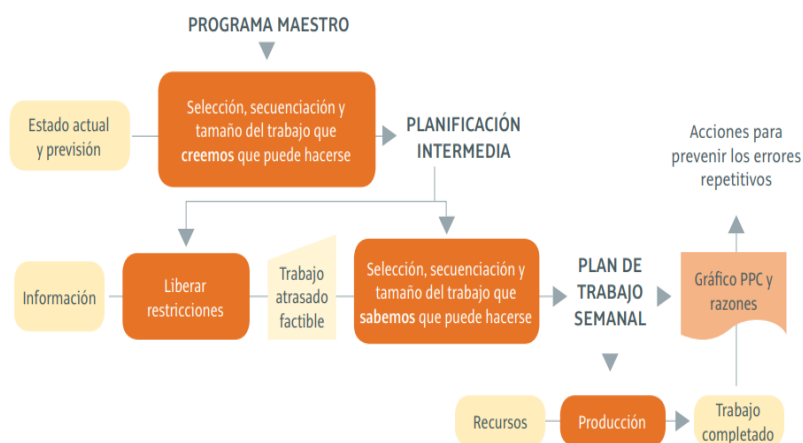 PROGRAMA MAESTRO
Estado actual
y previsión
Selección, secuenciación y
tamaño del trabajo que
creemos que puede hacerse
PLANIFICACIÓN
INTERMEDIA
Acciones para
prevenir los errores
repetitivos
Información
Liberar
restricciones
Trabajo
atrasado
factible
Selección, secuenciación y
tamaño del trabajo que
sabemos que puede hacerse
PLAN DE
TRABAJO
SEMANAL
Gráfico PPC y
razones
Recursos
Producción
Trabajo
completado